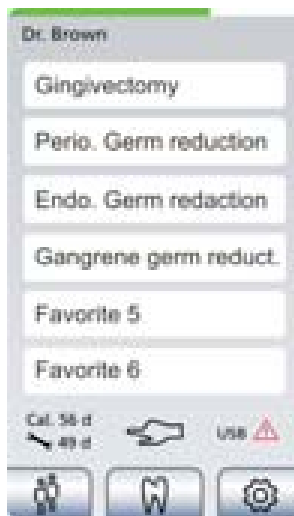 Dr. Brown
Gingivectomy
Perio. Germ reduction
Endo. Germ redaction
Gangrene germ reduct.
Favorite 5
Favorite 6
Cal. 56 d
49 d
USB